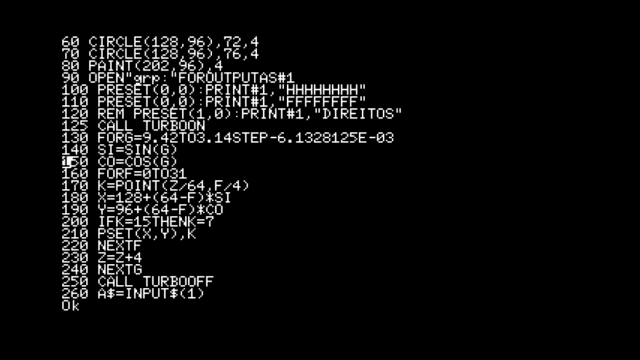 60 CIRCLE(128,96),72,4
70 CIRCLE(128,96),76,4
80 PAINT(202,96),4
90 OPEN"grp:"FOROUTPUTAS#1
100 PRESET(0,0):PRINT#1,"HHHHHHHH"
110 PRESET(0,0):PRINT#1,"FFFFFFFF"
120 REM PRESET(1,0):PRINT#1,"DIREITOS"
125 CALL TURBOON
130 FORG=9.42TO3.14STEP-6.1328125E-03
140 SI=SIN(G)
150 CO=COS(G)
160 FORF=0TO31
170 K=POINT(Z/64,F/4)
180 X=128+(64-F)*SI
190 Y=96+(64-F)*CO
200 IFK=15THENK=7
210 PSET(X,Y),K
220 NEXTF
230 Z=Z+4
240 NEXTG
250 CALL TURBOOFF
260 A$=INPUT$(1)
Ok